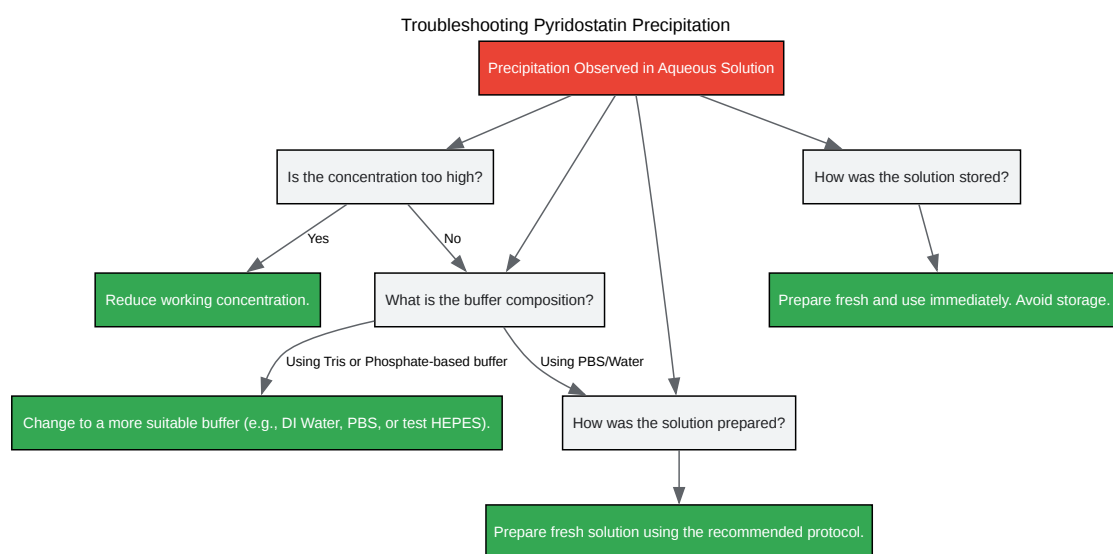 Troubleshooting Pyridostatin Precipitation
Precipitation Observed in Aqueous Solution
Is the concentration too high?
How was the solution stored?
Yes
No
Reduce working concentration.
What is the buffer composition?
Prepare fresh and use immediately. Avoid storage.
Using Tris or Phosphate-based buffer
Using PBS/Water
Change to a more suitable buffer (e.g., DI Water, PBS, or test HEPES).
How was the solution prepared?
Prepare fresh solution using the recommended protocol.